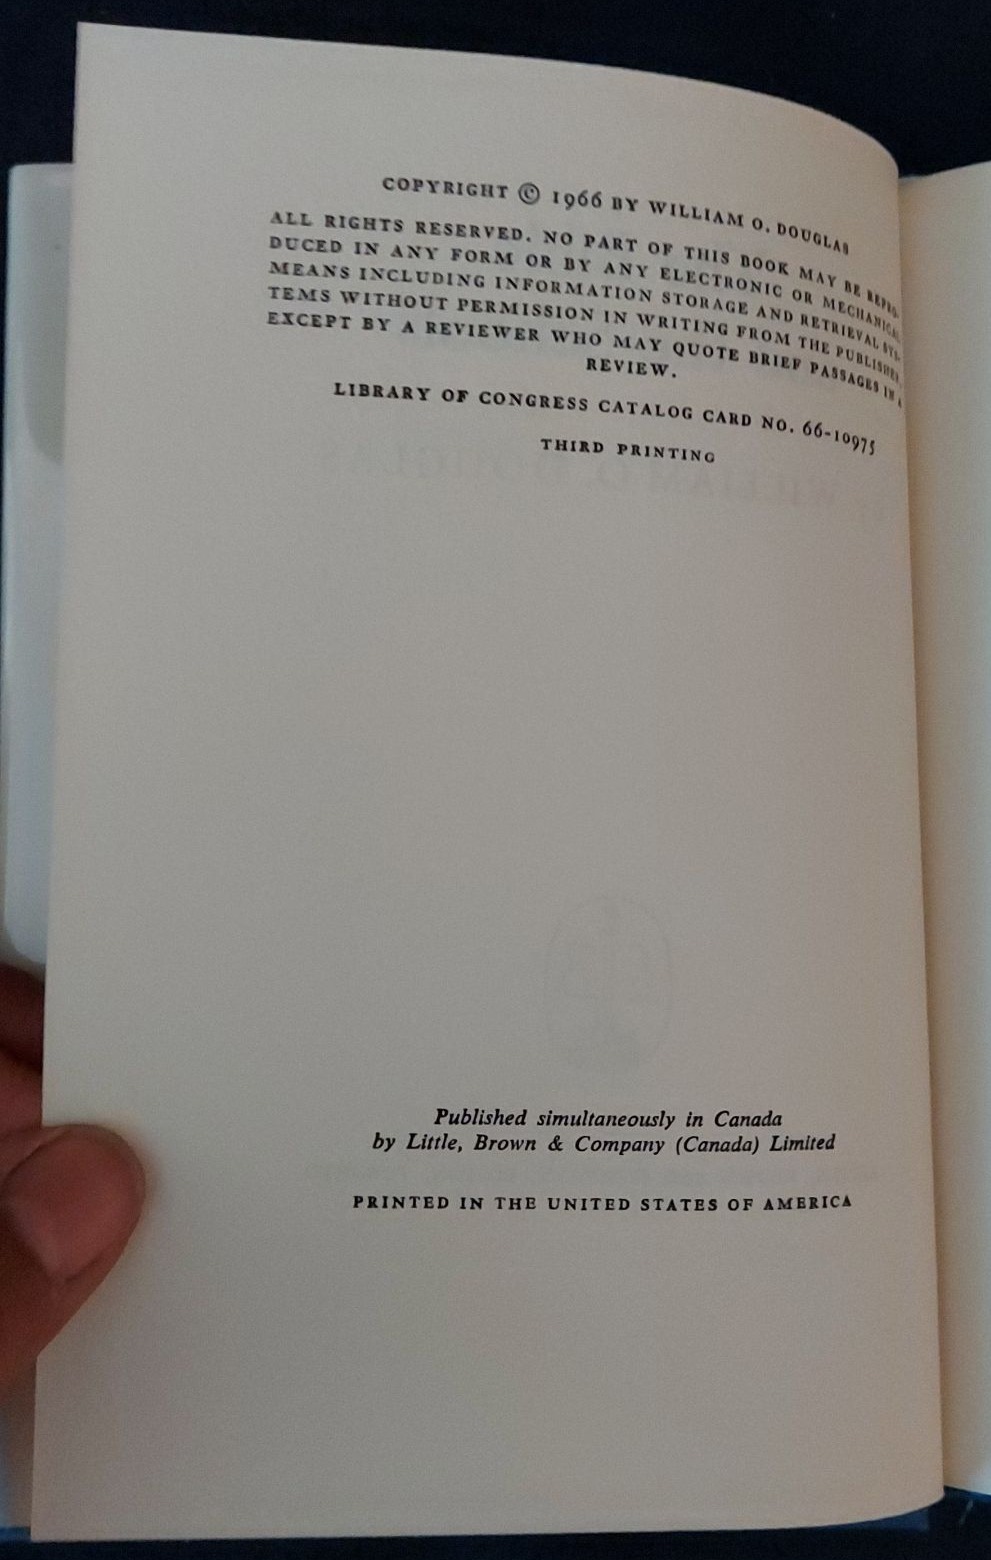 COPYRIGHT © 1966 BY WILLIAM O. DOUGLAS
ALL RIGHTS RESERVED. NO PART OF THIS BOOK MAY BE REPRO-
DUCED IN ANY FORM OR BY ANY ELECTRONIC OR MECHANICAL
MEANS INCLUDING INFORMATION STORAGE AND RETRIEVAL SYS-
TEMS WITHOUT PERMISSION IN WRITING FROM THE PUBLISHER,
EXCEPT BY A REVIEWER WHO MAY QUOTE BRIEF PASSAGES IN A
REVIEW.
LIBRARY OF CONGRESS CATALOG CARD NO. 66-10975
THIRD PRINTING
Published simultaneously in Canada
by Little, Brown & Company (Canada) Limited
PRINTED IN THE UNITED STATES OF AMERICA